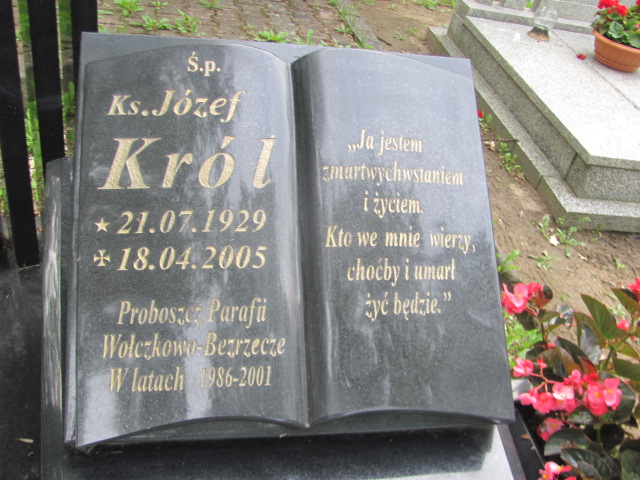 Ś.p.
Ks. Józef
Król
★ 21.07.1929
✠ 18.04.2005
Proboszcz Parafii
Wołczkowo-Bezrzecze
W latach 1986-2001
„Ja jestem
zmartwychwstaniem
i życiem.
Kto we mnie wierzy,
choćby i umarł
żyć będzie.”